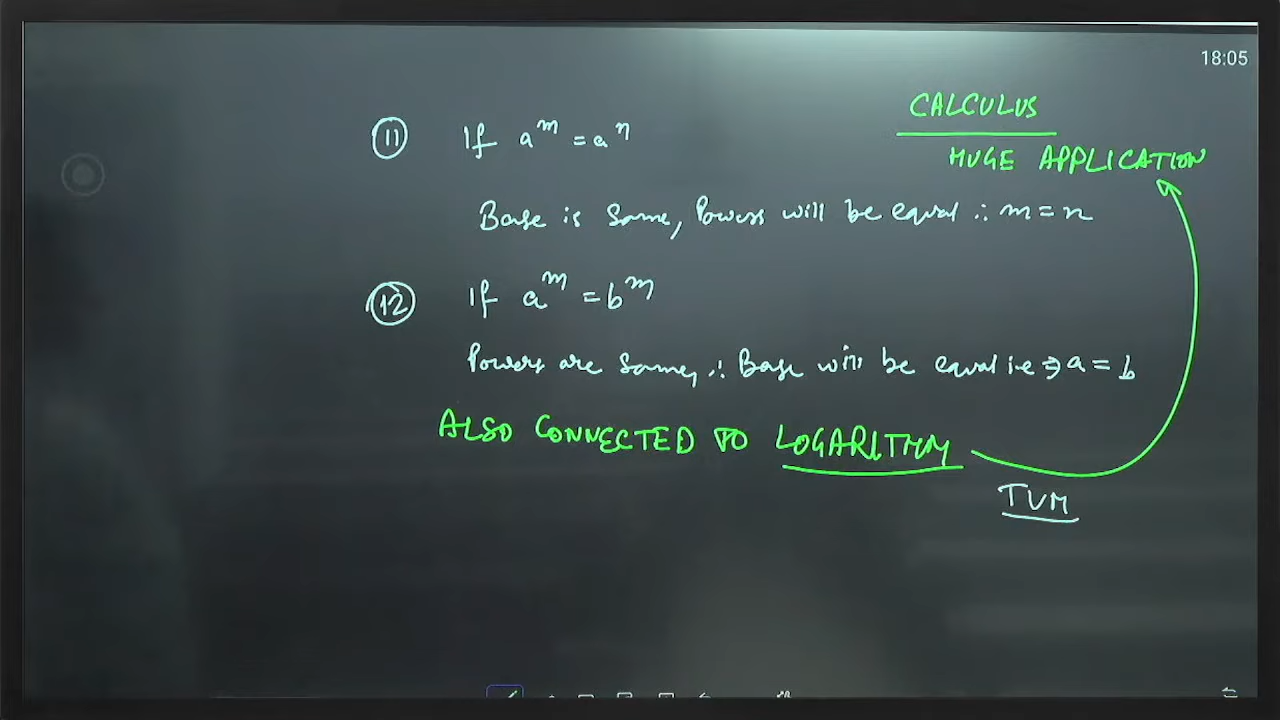 18:05
CALCULUS
HUGE APPLICATION
11 If a^m = a^n
Base is same, Powers will be equal ∴ m = n
12 If a^m = b^m
Powers are same, ∴ Base will be equal i.e ⇒ a = b
ALSO CONNECTED TO LOGARITHM
TVM